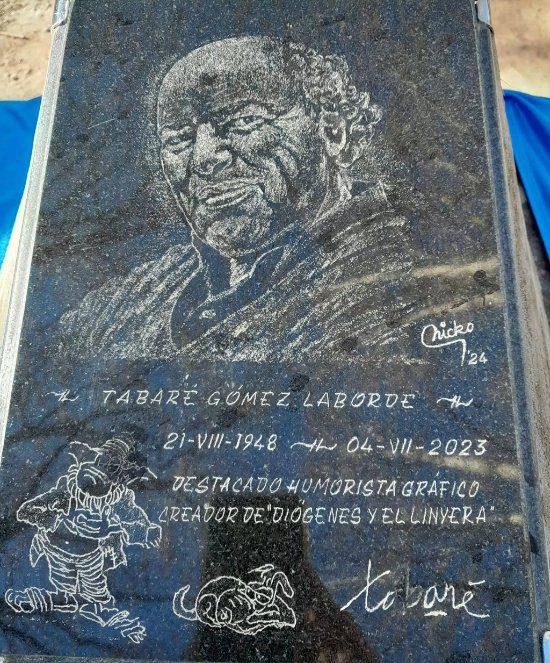 Chicko
'24
TABARÉ GÓMEZ LABORDE
21-VIII-1948 04-VII-2023
DESTACADO HUMORISTA GRÁFICO
CREADOR DE "DIÓGENES Y EL LINYERA"
tabaré